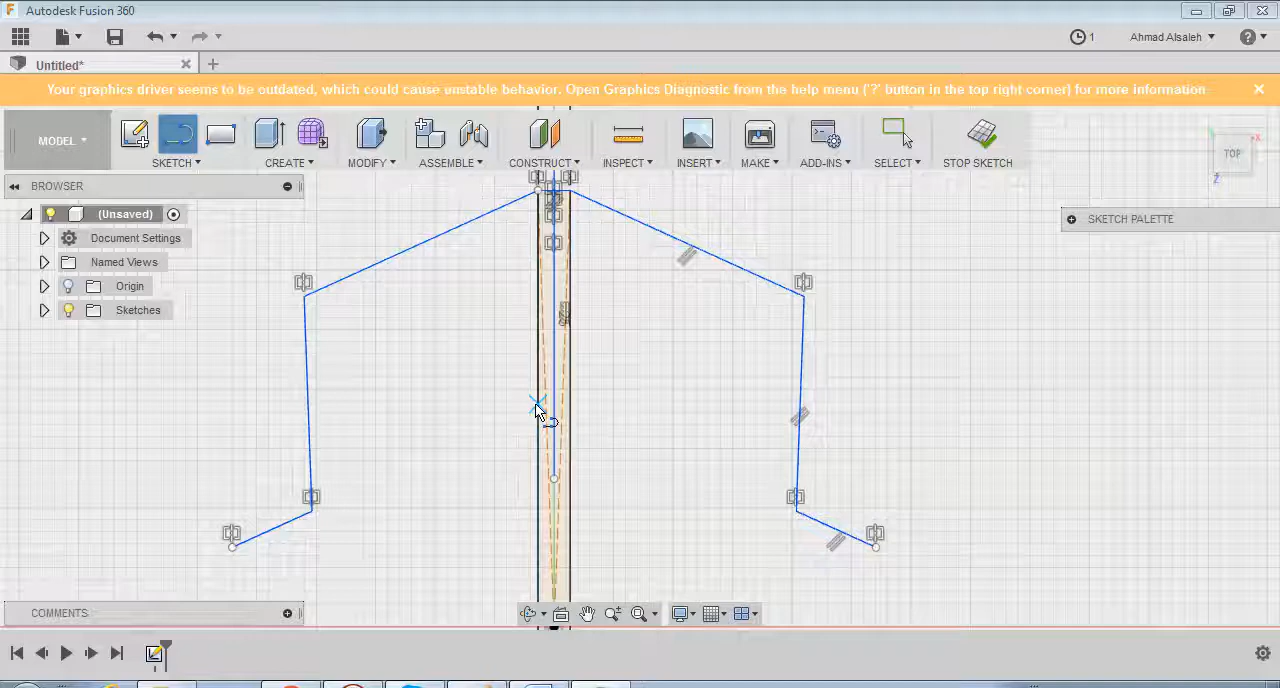 Autodesk Fusion 360
1
Ahmad Alsaleh
Untitled*
Your graphics driver seems to be outdated, which could cause unstable behavior. Open Graphics Diagnostic from the help menu ('?' button in the top right corner) for more information
MODEL
SKETCH
CREATE
MODIFY
ASSEMBLE
CONSTRUCT
INSPECT
INSERT
MAKE
ADD-INS
SELECT
STOP SKETCH
TOP
X
Z
BROWSER
(Unsaved)
Document Settings
Named Views
Origin
Sketches
SKETCH PALETTE
COMMENTS